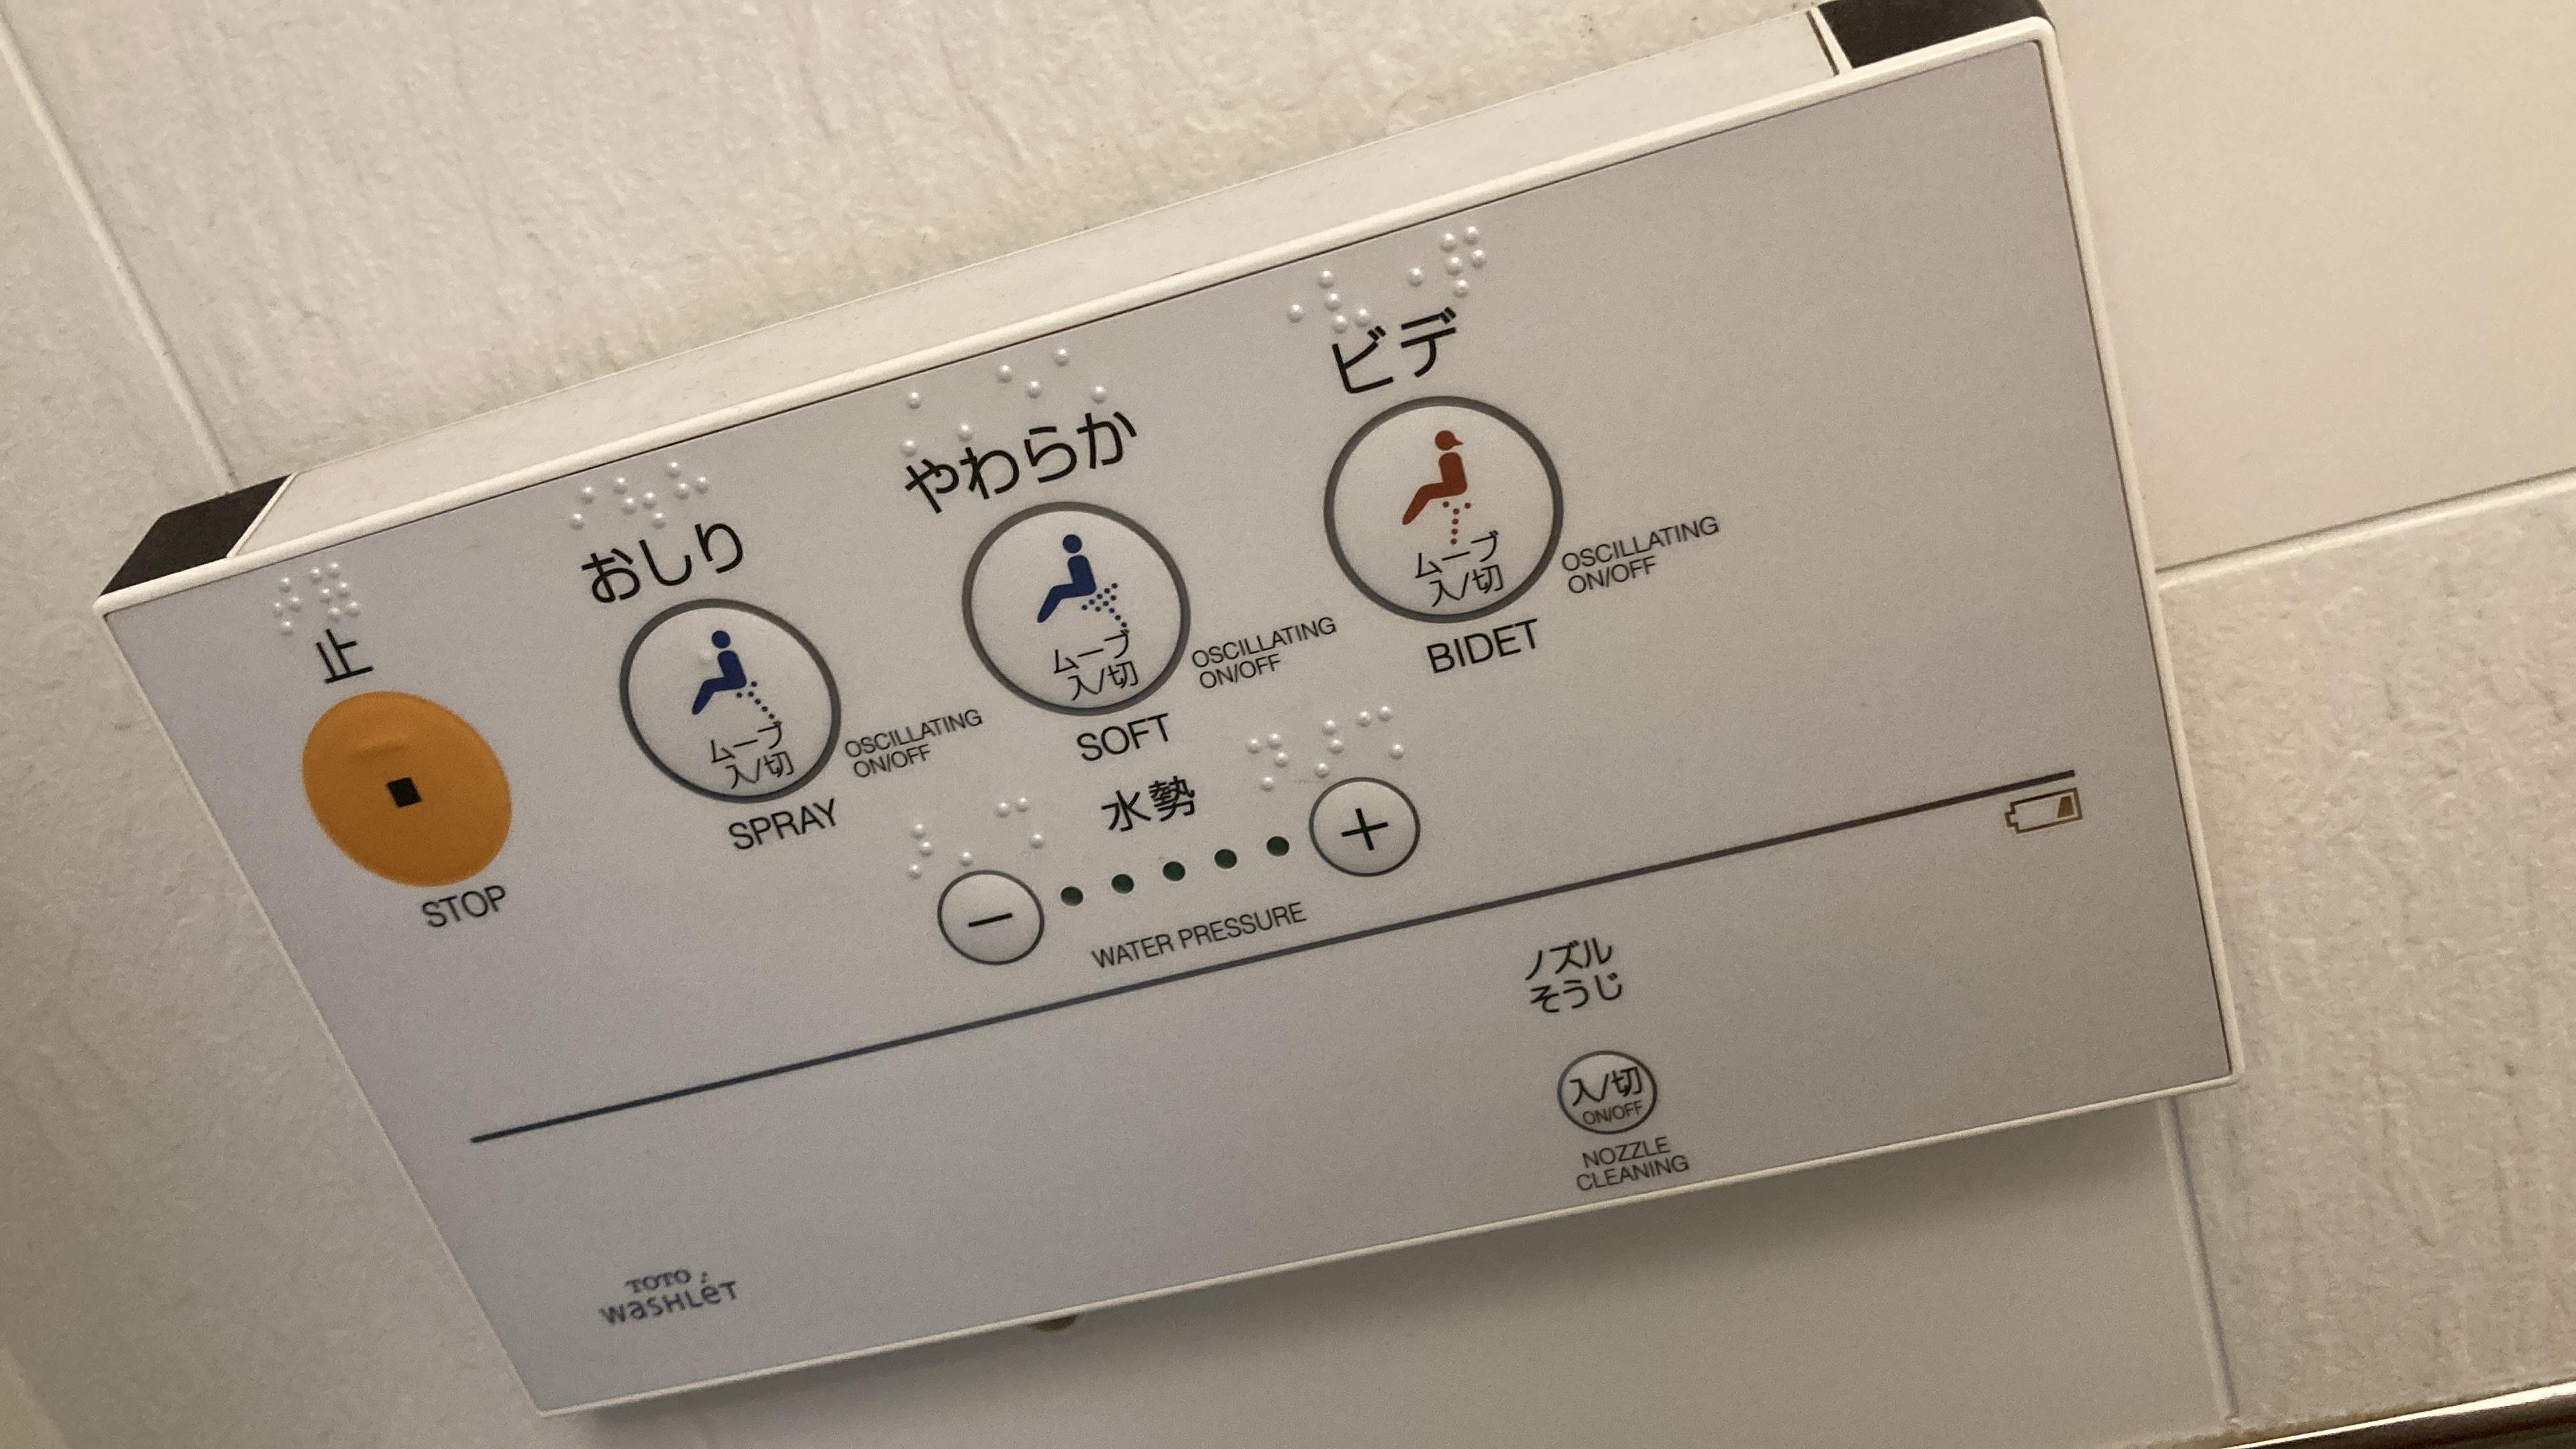 止
STOP
おしり
ムーブ
入/切
OSCILLATING
ON/OFF
SPRAY
やわらか
ムーブ
入/切
OSCILLATING
ON/OFF
SOFT
ビデ
ムーブ
入/切
OSCILLATING
ON/OFF
BIDET
水勢
− +
WATER PRESSURE
ノズル
そうじ
入/切
ON/OFF
NOZZLE
CLEANING
TOTO
WASHLET